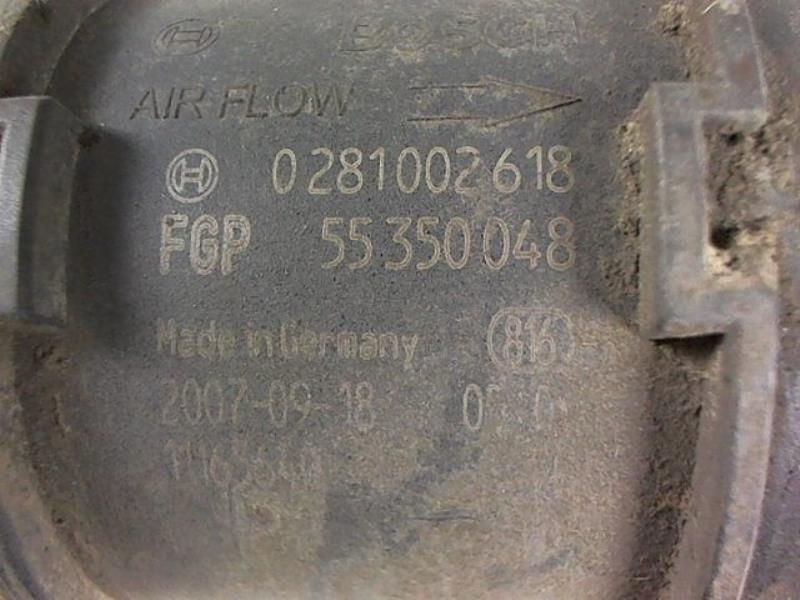 BOSCH
AIR FLOW
0 281 002 618
FGP 55 350 048
Made in Germany 816
2007-09-18